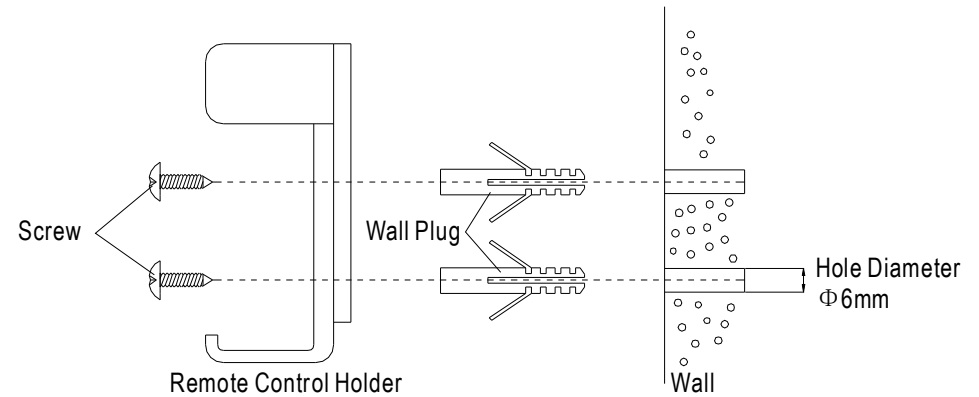 Screw
Wall Plug
Hole Diameter
Φ6mm
Remote Control Holder
Wall